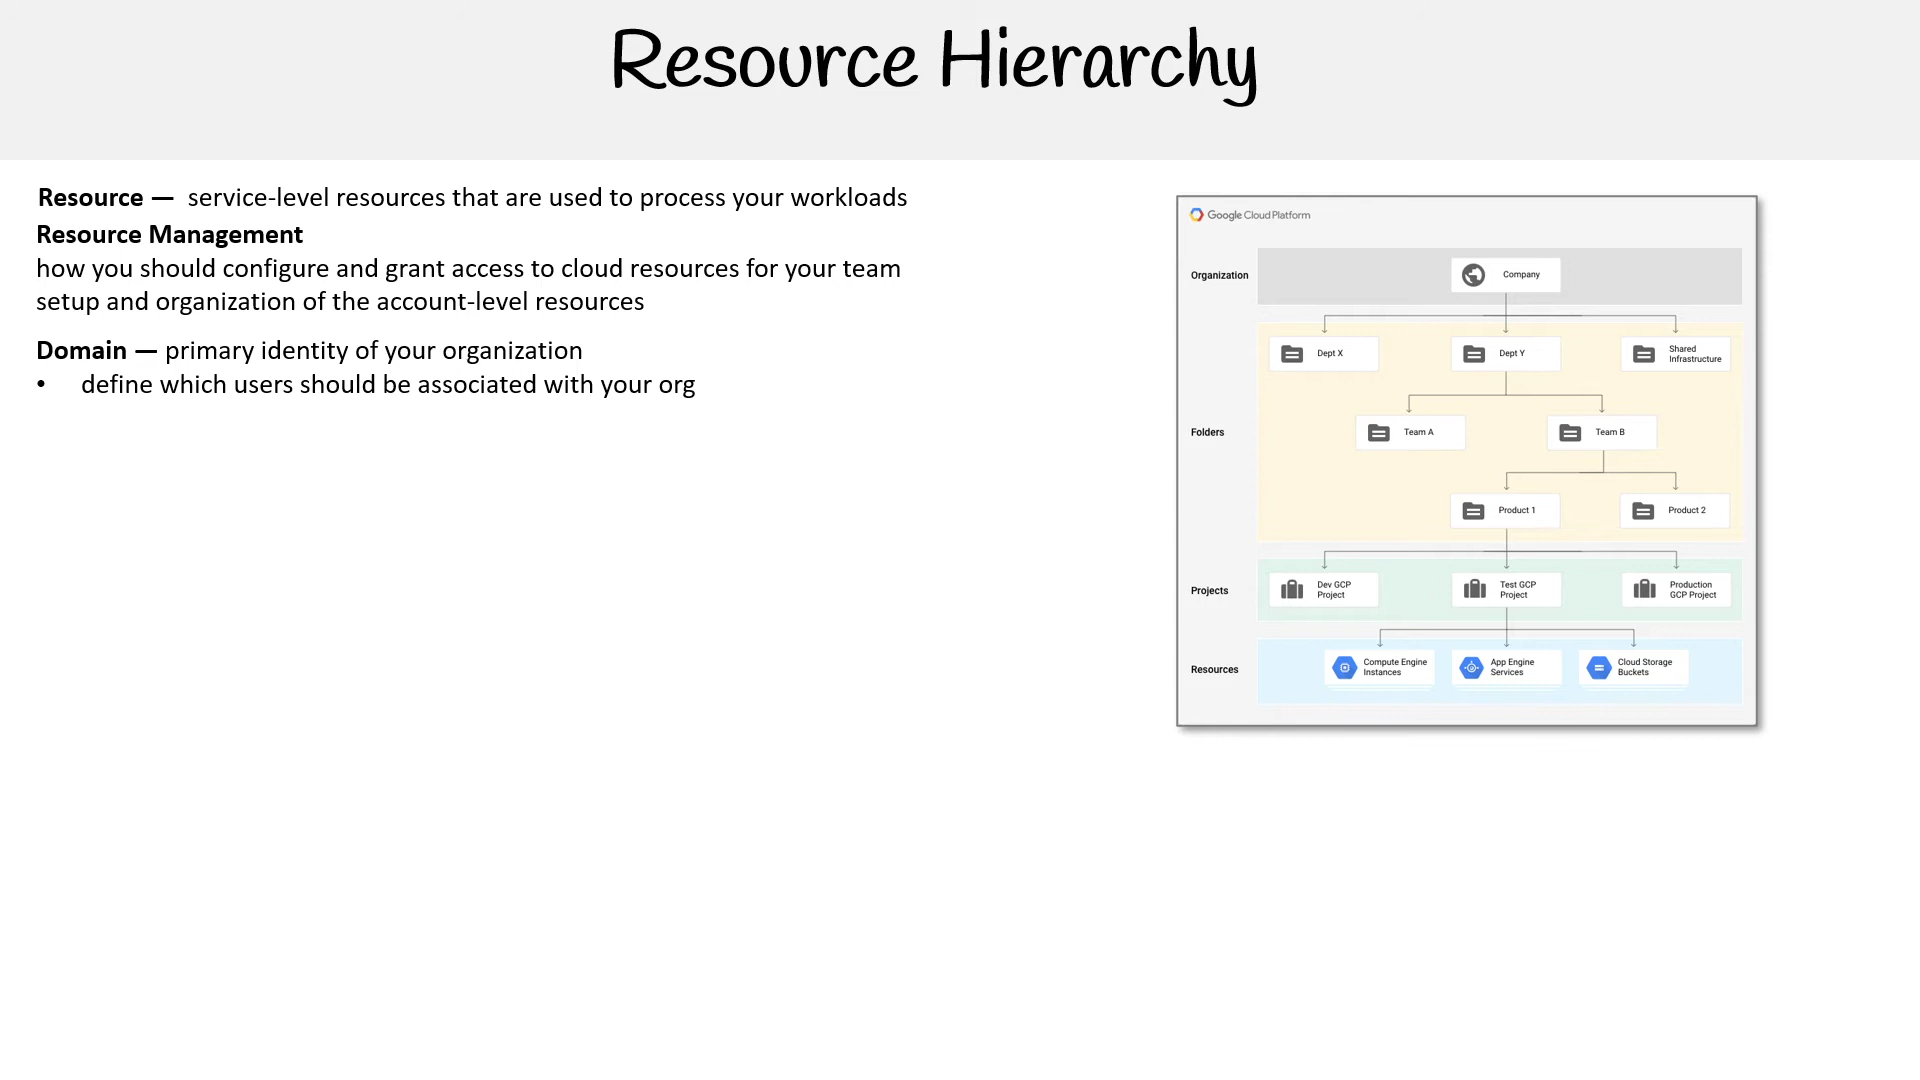 Resource Hierarchy
Resource — service-level resources that are used to process your workloads
Resource Management
how you should configure and grant access to cloud resources for your team
setup and organization of the account-level resources
Domain — primary identity of your organization
• define which users should be associated with your org
Google Cloud Platform
Organization
Company
Dept X
Dept Y
Shared
Infrastructure
Folders
Team A
Team B
Product 1
Product 2
Projects
Dev GCP
Project
Test GCP
Project
Production
GCP Project
Resources
Compute Engine
Instances
App Engine
Services
Cloud Storage
Buckets